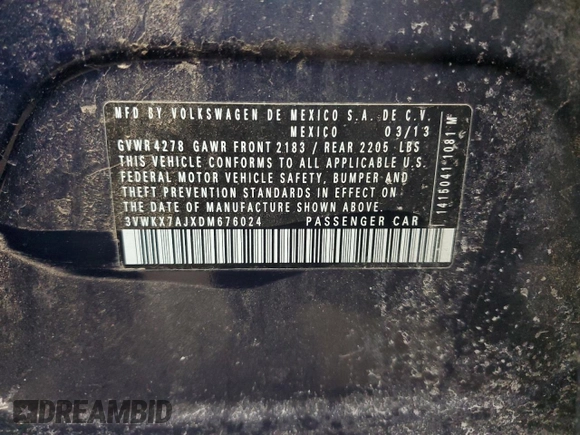 MFD BY VOLKSWAGEN DE MEXICO S.A. DE C.V.
MEXICO 03/13
GVWR 4278 GAWR FRONT 2183 / REAR 2205 LBS
THIS VEHICLE CONFORMS TO ALL APPLICABLE U.S.
FEDERAL MOTOR VEHICLE SAFETY, BUMPER AND
THEFT PREVENTION STANDARDS IN EFFECT ON
THE DATE OF MANUFACTURE SHOWN ABOVE.
3VWKX7AJXDM676024 PASSENGER CAR
1415041 1081 M
DREAMBID